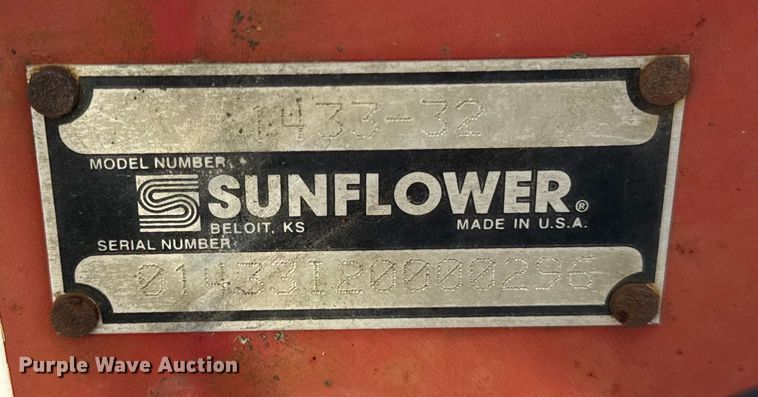 1433-32
MODEL NUMBER
SUNFLOWER®
BELOIT, KS MADE IN U.S.A.
SERIAL NUMBER
01433I20000296
Purple Wave Auction